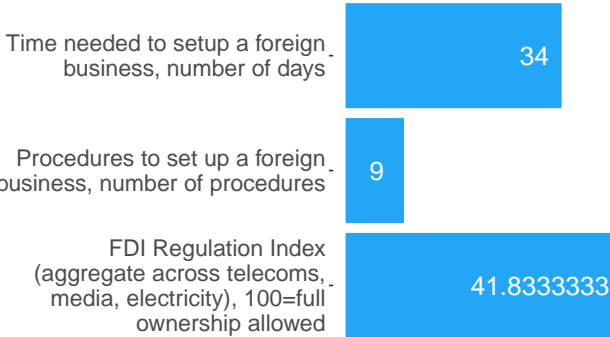 Time needed to setup a foreign
business, number of days
34
Procedures to set up a foreign
business, number of procedures
9
FDI Regulation Index
(aggregate across telecoms,
media, electricity), 100=full
ownership allowed
41.8333333